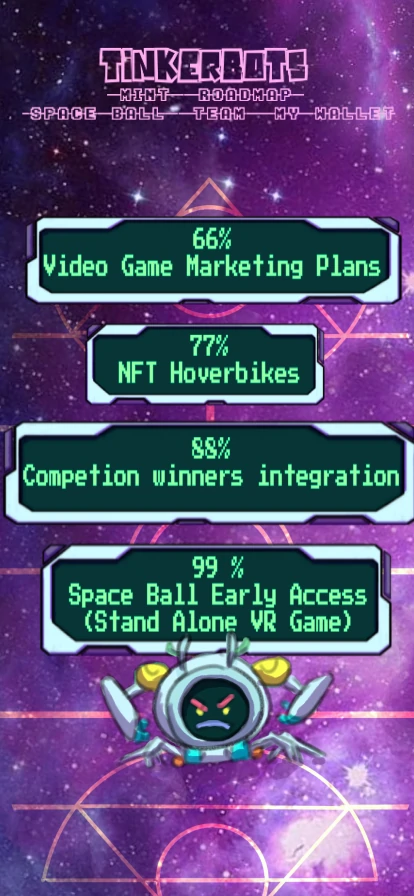 TINKERBOTS
MINT ROADMAP
SPACE BALL TEAM MY WALLET
66%
Video Game Marketing Plans
77%
NFT Hoverbikes
88%
Competion winners integration
99 %
Space Ball Early Access
(Stand Alone VR Game)